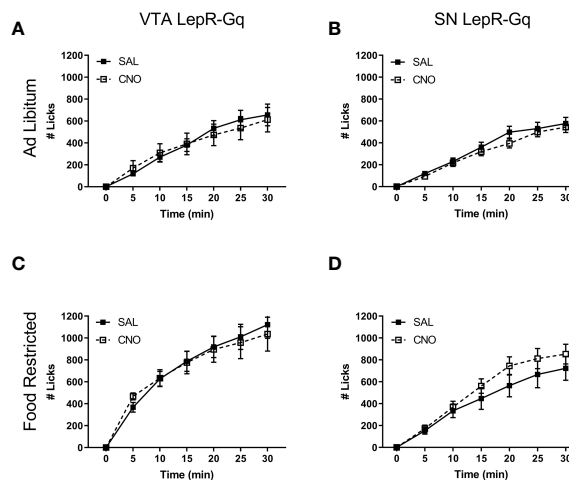 VTA LepR-Gq
SN LepR-Gq
A
B
Ad Libitum
# Licks
1200
1000
800
600
400
200
0
SAL
CNO
0 5 10 15 20 25 30
Time (min)
# Licks
1200
1000
800
600
400
200
0
SAL
CNO
0 5 10 15 20 25 30
Time (min)
C
D
Food Restricted
# Licks
1200
1000
800
600
400
200
0
SAL
CNO
0 5 10 15 20 25 30
Time (min)
# Licks
1200
1000
800
600
400
200
0
SAL
CNO
0 5 10 15 20 25 30
Time (min)